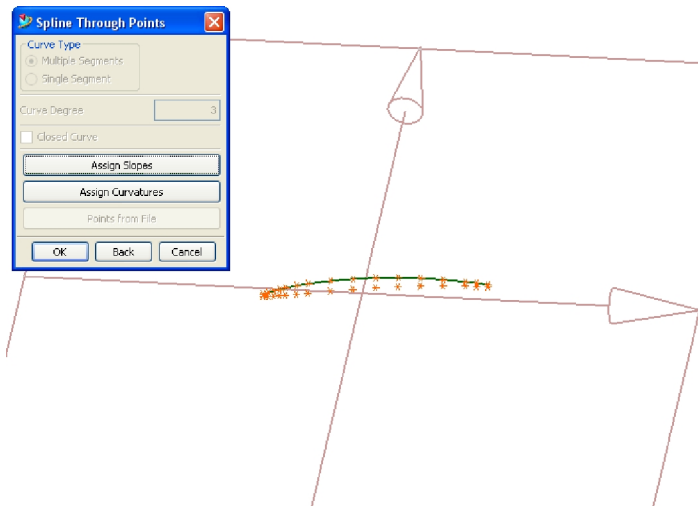 Spline Through Points
Curve Type
Multiple Segments
Single Segment
Curve Degree 3
Closed Curve
Assign Slopes
Assign Curvatures
Points from File
OK Back Cancel